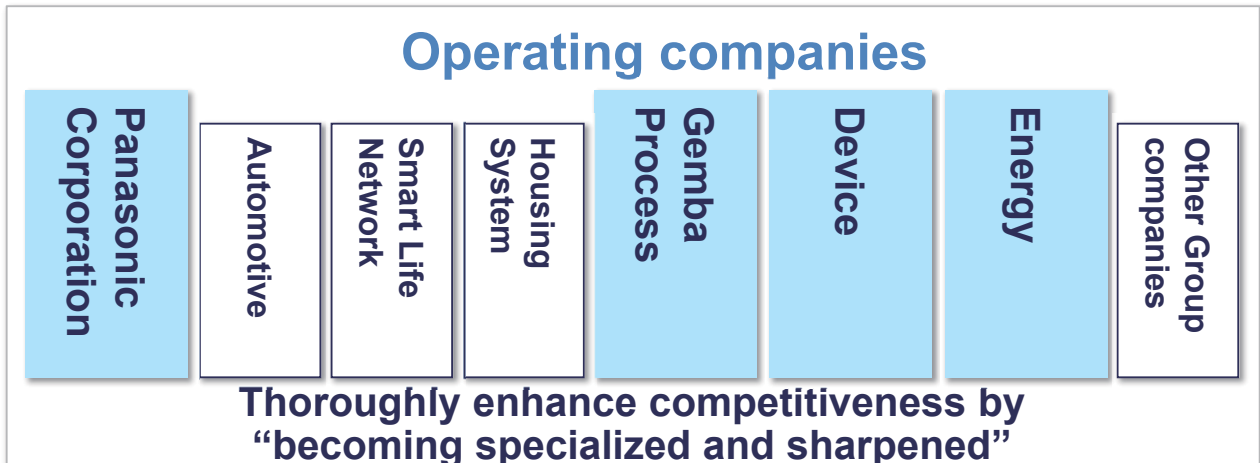 Operating companies
Panasonic
Corporation
Automotive
Smart Life
Network
Housing
System
Gemba
Process
Device
Energy
Other Group
companies
Thoroughly enhance competitiveness by
“becoming specialized and sharpened”